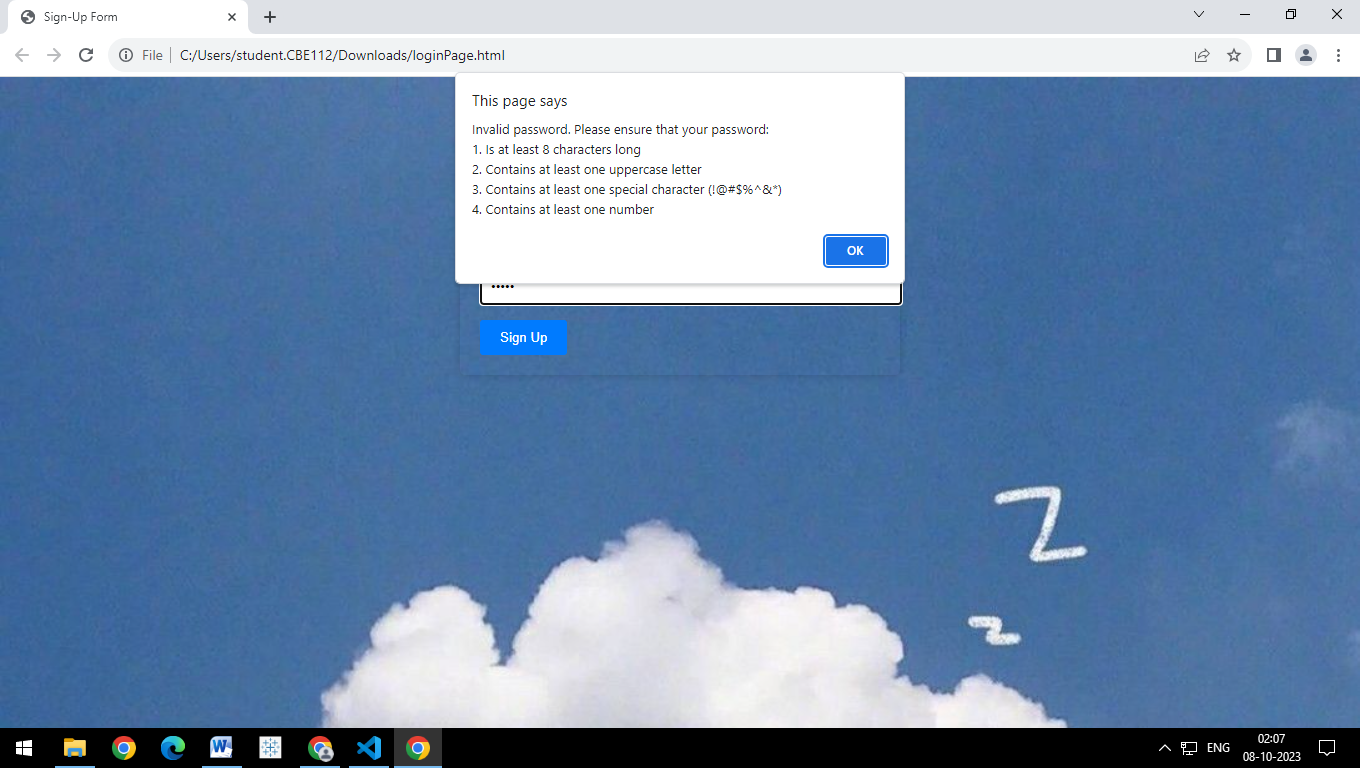 Sign-Up Form
File
C:/Users/student.CBE112/Downloads/loginPage.html
This page says
Invalid password. Please ensure that your password:
1. Is at least 8 characters long
2. Contains at least one uppercase letter
3. Contains at least one special character (!@#$%^&*)
4. Contains at least one number
OK
•••••
Sign Up
Z
z
ENG
02:07
08-10-2023